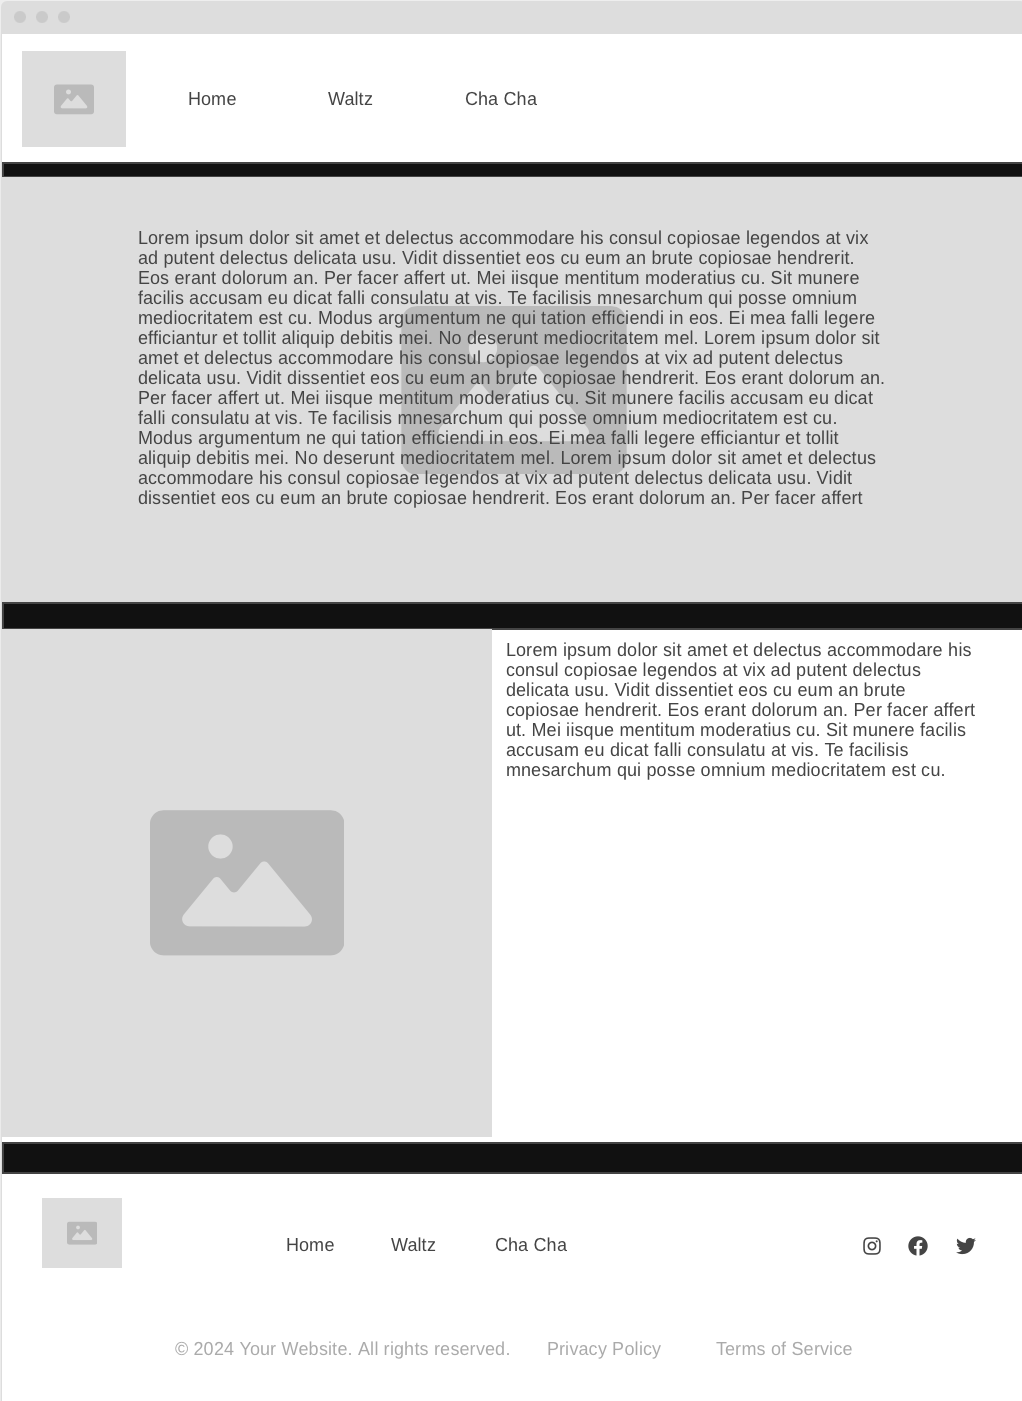 Home Waltz Cha Cha
Lorem ipsum dolor sit amet et delectus accommodare his consul copiosae legendos at vix
ad putent delectus delicata usu. Vidit dissentiet eos cu eum an brute copiosae hendrerit.
Eos erant dolorum an. Per facer affert ut. Mei iisque mentitum moderatius cu. Sit munere
facilis accusam eu dicat falli consulatu at vis. Te facilisis mnesarchum qui posse omnium
mediocritatem est cu. Modus argumentum ne qui tation efficiendi in eos. Ei mea falli legere
efficiantur et tollit aliquip debitis mei. No deserunt mediocritatem mel. Lorem ipsum dolor sit
amet et delectus accommodare his consul copiosae legendos at vix ad putent delectus
delicata usu. Vidit dissentiet eos cu eum an brute copiosae hendrerit. Eos erant dolorum an.
Per facer affert ut. Mei iisque mentitum moderatius cu. Sit munere facilis accusam eu dicat
falli consulatu at vis. Te facilisis mnesarchum qui posse omnium mediocritatem est cu.
Modus argumentum ne qui tation efficiendi in eos. Ei mea falli legere efficiantur et tollit
aliquip debitis mei. No deserunt mediocritatem mel. Lorem ipsum dolor sit amet et delectus
accommodare his consul copiosae legendos at vix ad putent delectus delicata usu. Vidit
dissentiet eos cu eum an brute copiosae hendrerit. Eos erant dolorum an. Per facer affert
Lorem ipsum dolor sit amet et delectus accommodare his
consul copiosae legendos at vix ad putent delectus
delicata usu. Vidit dissentiet eos cu eum an brute
copiosae hendrerit. Eos erant dolorum an. Per facer affert
ut. Mei iisque mentitum moderatius cu. Sit munere facilis
accusam eu dicat falli consulatu at vis. Te facilisis
mnesarchum qui posse omnium mediocritatem est cu.
Home Waltz Cha Cha
© 2024 Your Website. All rights reserved. Privacy Policy Terms of Service